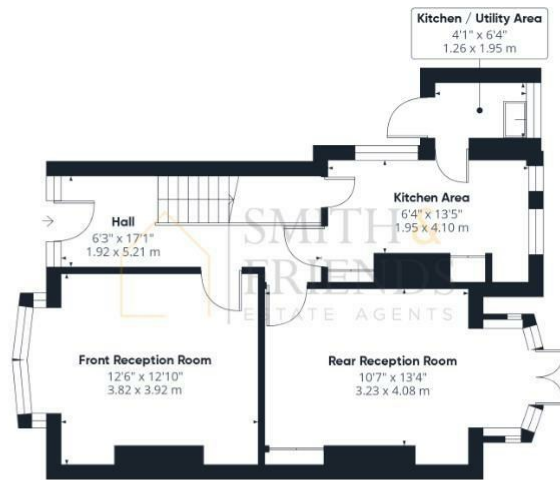 Kitchen / Utility Area
4'1" x 6'4"
1.26 x 1.95 m
Kitchen Area
6'4" x 13'5"
1.95 x 4.10 m
Hall
6'3" x 17'1"
1.92 x 5.21 m
SMITH &
FRIENDS
ESTATE AGENTS
Front Reception Room
12'6" x 12'10"
3.82 x 3.92 m
Rear Reception Room
10'7" x 13'4"
3.23 x 4.08 m